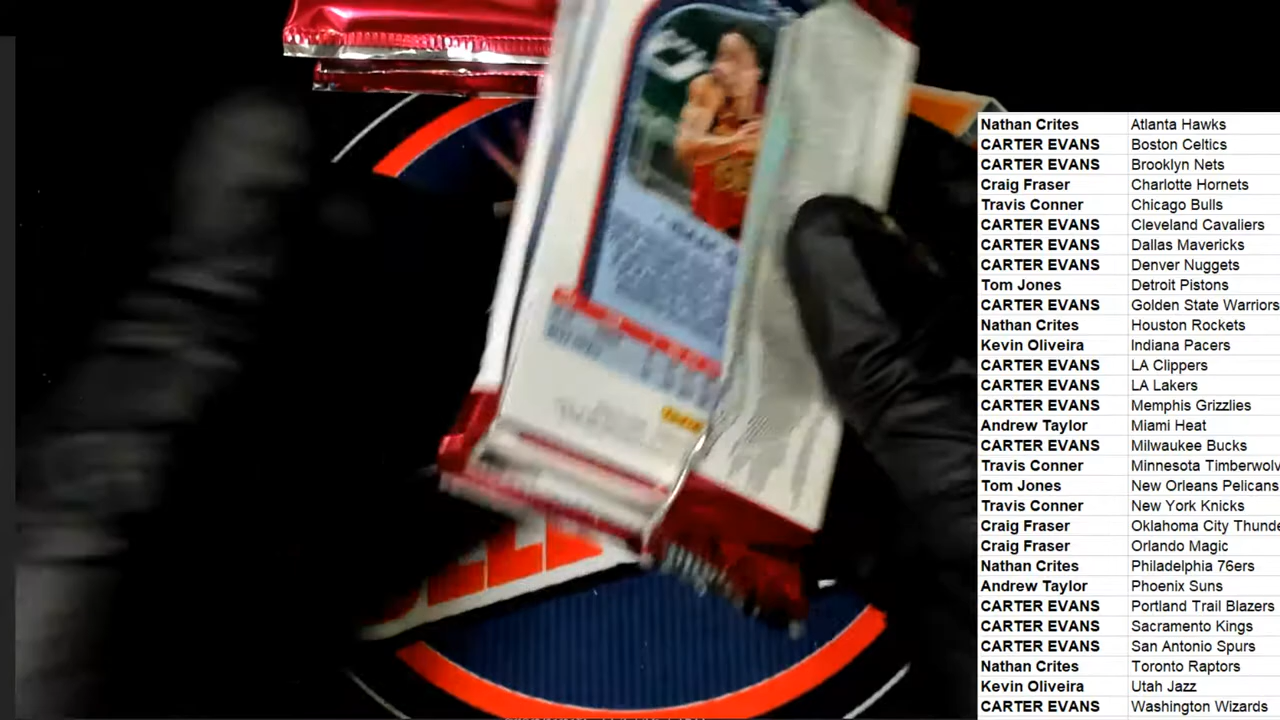 Nathan Crites Atlanta Hawks
CARTER EVANS Boston Celtics
CARTER EVANS Brooklyn Nets
Craig Fraser Charlotte Hornets
Travis Conner Chicago Bulls
CARTER EVANS Cleveland Cavaliers
CARTER EVANS Dallas Mavericks
CARTER EVANS Denver Nuggets
Tom Jones Detroit Pistons
CARTER EVANS Golden State Warriors
Nathan Crites Houston Rockets
Kevin Oliveira Indiana Pacers
CARTER EVANS LA Clippers
CARTER EVANS LA Lakers
CARTER EVANS Memphis Grizzlies
Andrew Taylor Miami Heat
CARTER EVANS Milwaukee Bucks
Travis Conner Minnesota Timberwolv
Tom Jones New Orleans Pelicans
Travis Conner New York Knicks
Craig Fraser Oklahoma City Thunde
Craig Fraser Orlando Magic
Nathan Crites Philadelphia 76ers
Andrew Taylor Phoenix Suns
CARTER EVANS Portland Trail Blazers
CARTER EVANS Sacramento Kings
CARTER EVANS San Antonio Spurs
Nathan Crites Toronto Raptors
Kevin Oliveira Utah Jazz
CARTER EVANS Washington Wizards